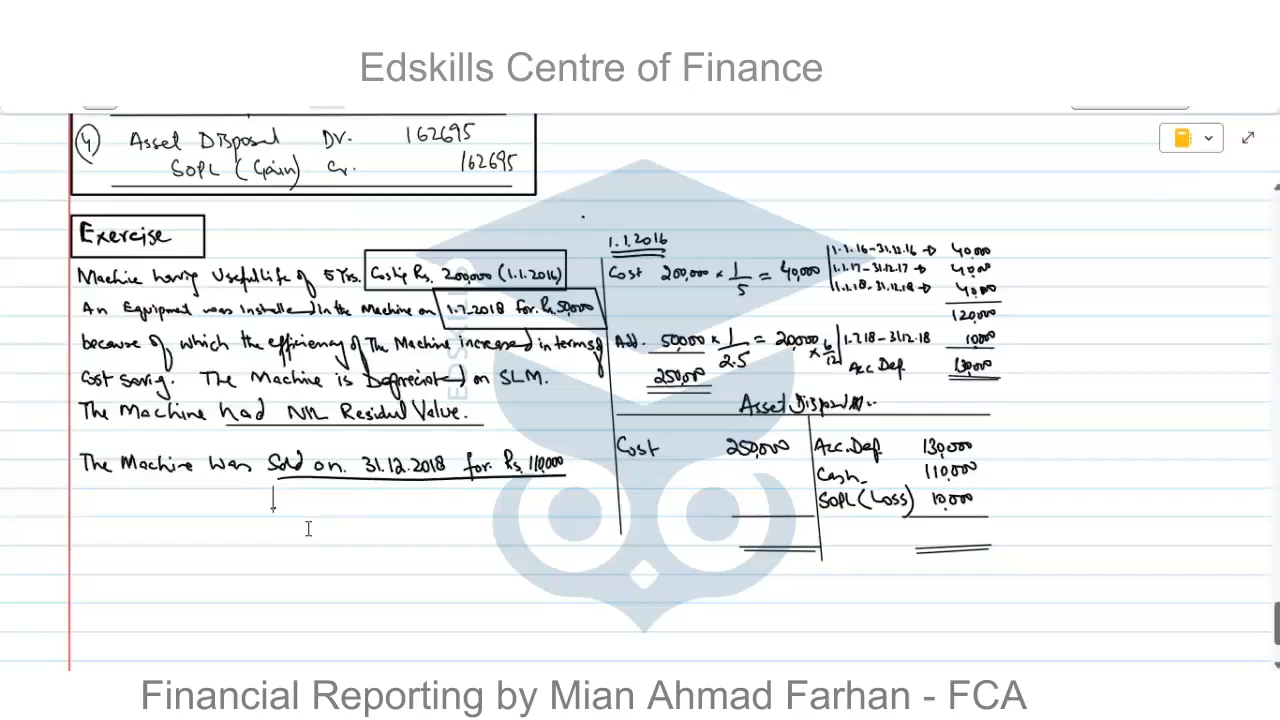 Edskills Centre of Finance
4 Asset Disposal Dr. 162695
SOPL (Gain) Cr. 162695
Exercise
Machine having Useful life of 5 Yrs. Costing Rs. 200,000 (1.1.2016)
An Equipment was Installed in the Machine on 1.7.2018 for Rs. 50,000
because of which the efficiency of The Machine increased in terms of
Cost Saving. The Machine is Depreciated on SLM.
The Machine had NIL Residual Value.
The Machine was Sold on 31.12.2018 for Rs. 110,000
1.1.2016
Cost 200,000 × 1/5 = 40,000
1.1.16 - 31.12.16 → 40,000
1.1.17 - 31.12.17 → 40,000
1.1.18 - 31.12.18 → 40,000
120,000
Add. 50,000 × 1/2.5 = 20,000 × 6/12 1.7.18 - 31.12.18 10,000
250,000 Acc Dep 130,000
Asset Disposal
Cost 250,000 Acc. Dep. 130,000
Cash 110,000
SOPL (Loss) 10,000
EDSKILLS
Financial Reporting by Mian Ahmad Farhan - FCA